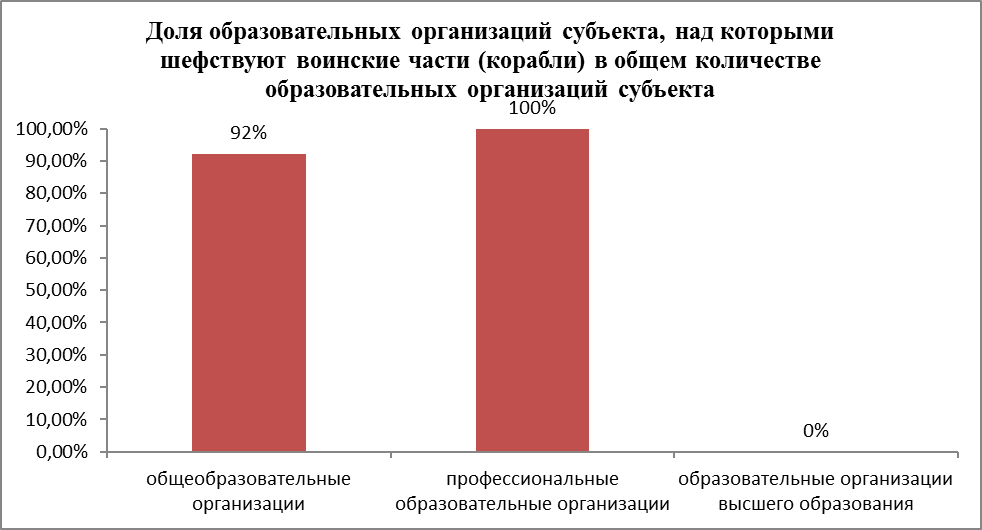 Доля образовательных организаций субъекта, над которыми
шефствуют воинские части (корабли) в общем количестве
образовательных организаций субъекта
100,00%
90,00%
80,00%
70,00%
60,00%
50,00%
40,00%
30,00%
20,00%
10,00%
0,00%
92%
100%
0%
общеобразовательные
организации
профессиональные
образовательные организации
образовательные организации
высшего образования